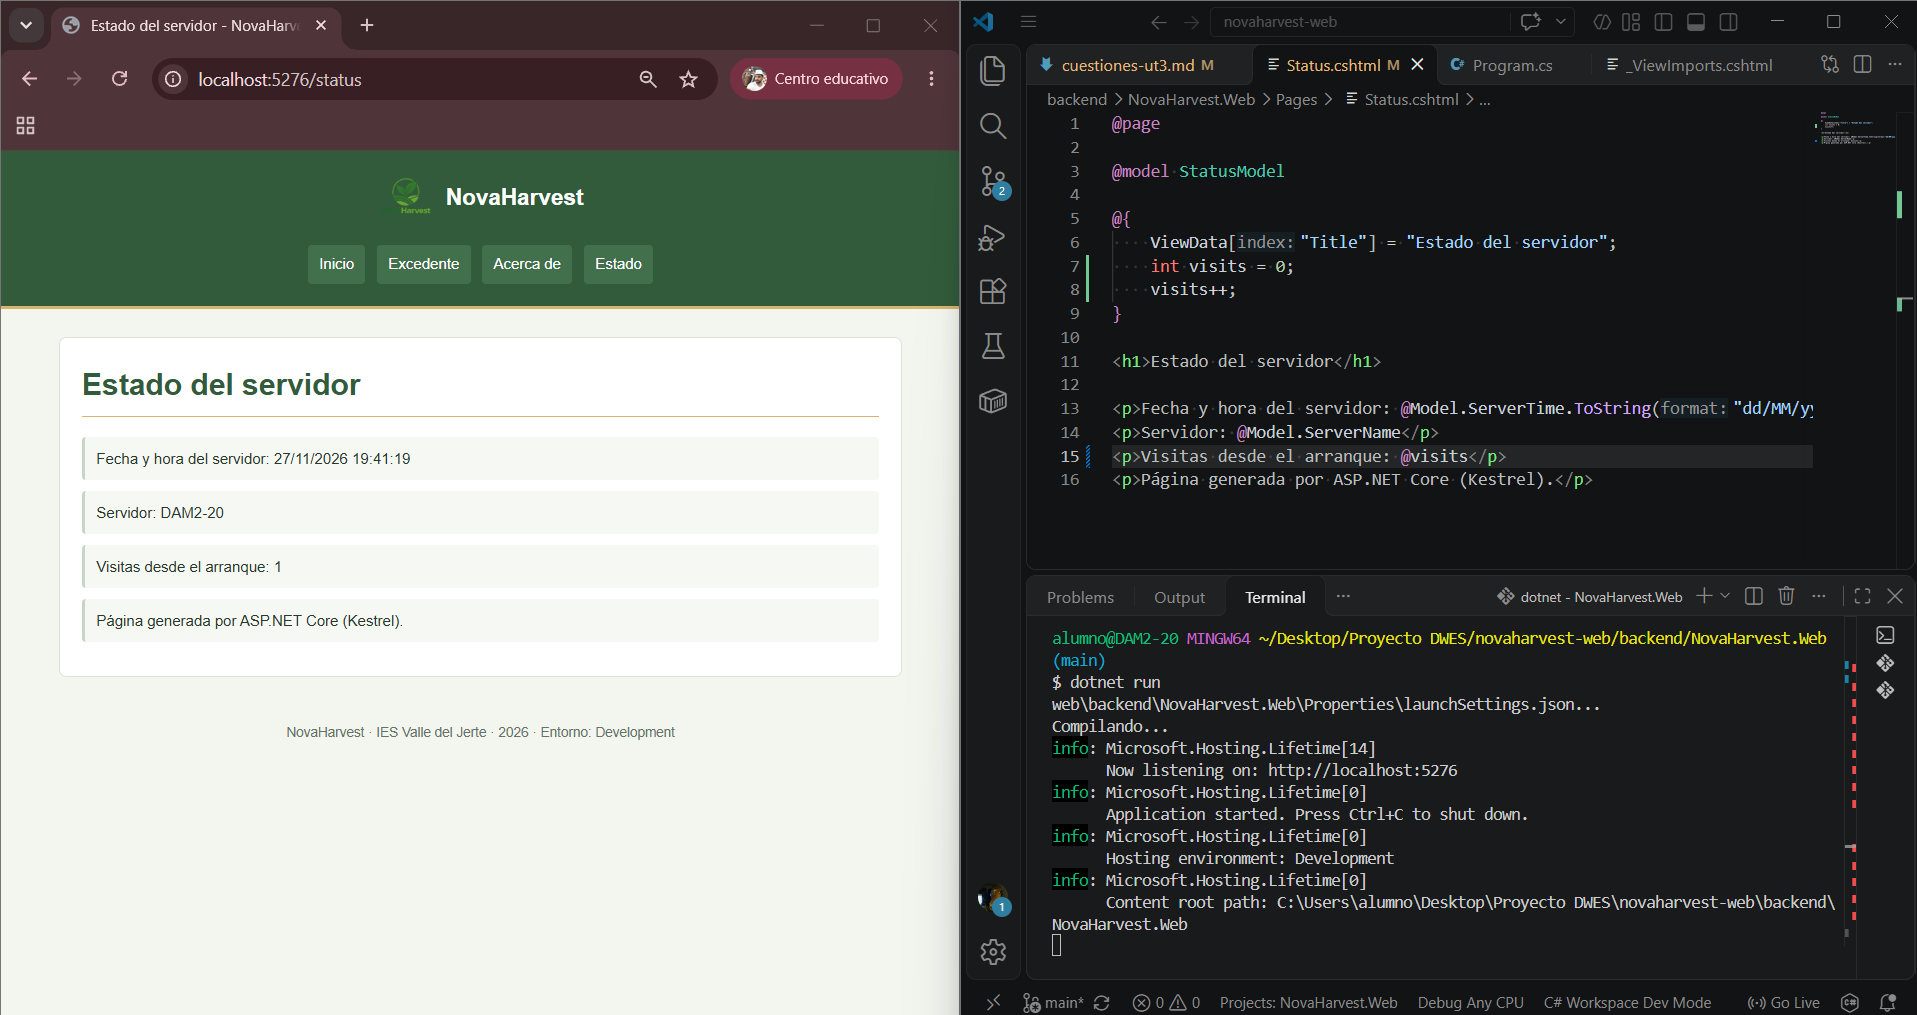 Estado del servidor - NovaHarv
localhost:5276/status
Centro educativo
Harvest
NovaHarvest
Inicio
Excedente
Acerca de
Estado
Estado del servidor
Fecha y hora del servidor: 27/11/2026 19:41:19
Servidor: DAM2-20
Visitas desde el arranque: 1
Página generada por ASP.NET Core (Kestrel).
NovaHarvest · IES Valle del Jerte · 2026 · Entorno: Development
novaharvest-web
cuestiones-ut3.md M
Status.cshtml M
Program.cs
_ViewImports.cshtml
backend > NovaHarvest.Web > Pages > Status.cshtml > ...
1 @page
2
3 @model StatusModel
4
5 @{
6 ViewData[index: "Title"] = "Estado del servidor";
7 int visits = 0;
8 visits++;
9 }
10
11 <h1>Estado del servidor</h1>
12
13 <p>Fecha y hora del servidor: @Model.ServerTime.ToString(format: "dd/MM/yy
14 <p>Servidor: @Model.ServerName</p>
15 <p>Visitas desde el arranque: @visits</p>
16 <p>Página generada por ASP.NET Core (Kestrel).</p>
2
1
Problems
Output
Terminal
dotnet - NovaHarvest.Web
alumno@DAM2-20 MINGW64 ~/Desktop/Proyecto DWES/novaharvest-web/backend/NovaHarvest.Web
(main)
$ dotnet run
web\backend\NovaHarvest.Web\Properties\launchSettings.json...
Compilando...
info: Microsoft.Hosting.Lifetime[14]
Now listening on: http://localhost:5276
info: Microsoft.Hosting.Lifetime[0]
Application started. Press Ctrl+C to shut down.
info: Microsoft.Hosting.Lifetime[0]
Hosting environment: Development
info: Microsoft.Hosting.Lifetime[0]
Content root path: C:\Users\alumno\Desktop\Proyecto DWES\novaharvest-web\backend\
NovaHarvest.Web
main*
0
0
Projects: NovaHarvest.Web
Debug Any CPU
C# Workspace Dev Mode
Go Live